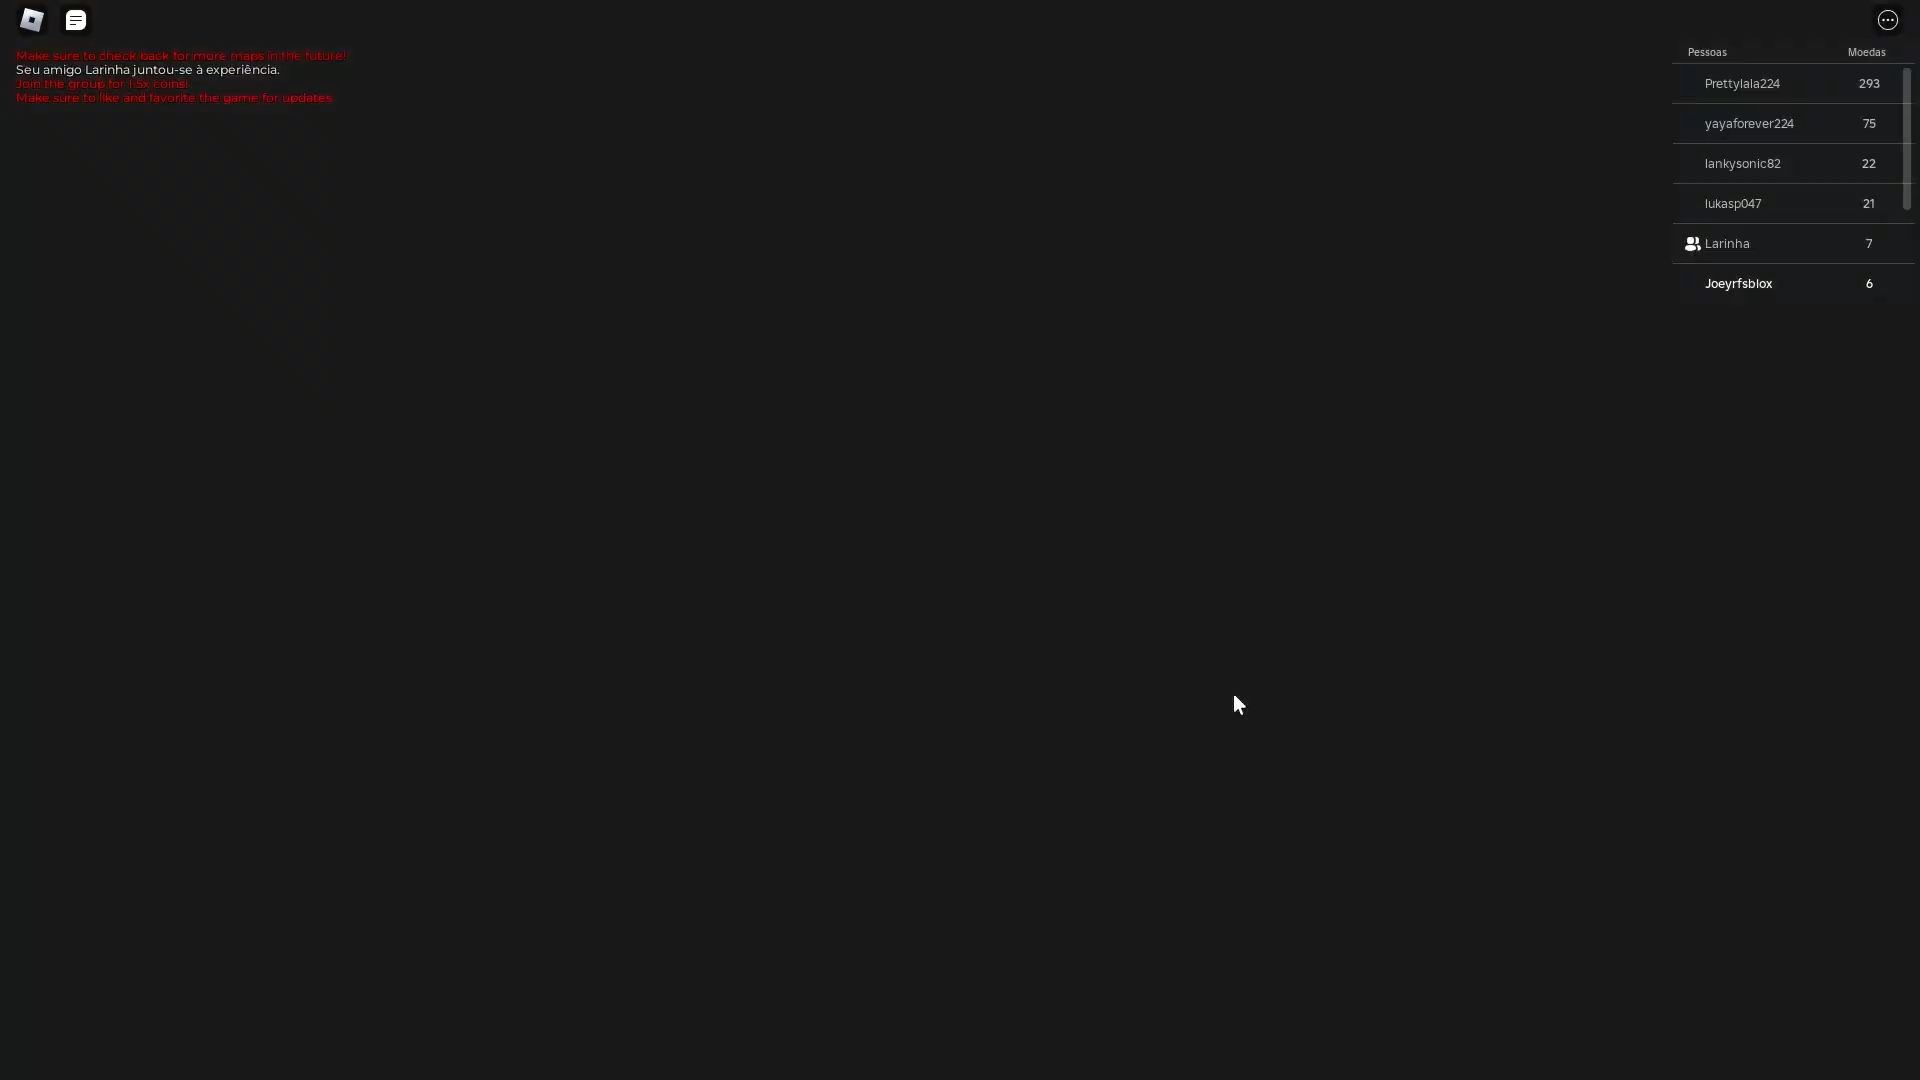 Make sure to check back for more maps in the future!
Seu amigo Larinha juntou-se à experiência.
Join the group for 1.5x coins!
Make sure to like and favorite the game for updates
Pessoas Moedas
Prettylala224 293
yayaforever224 75
lankysonic82 22
lukasp047 21
Larinha 7
Joeyrfsblox 6